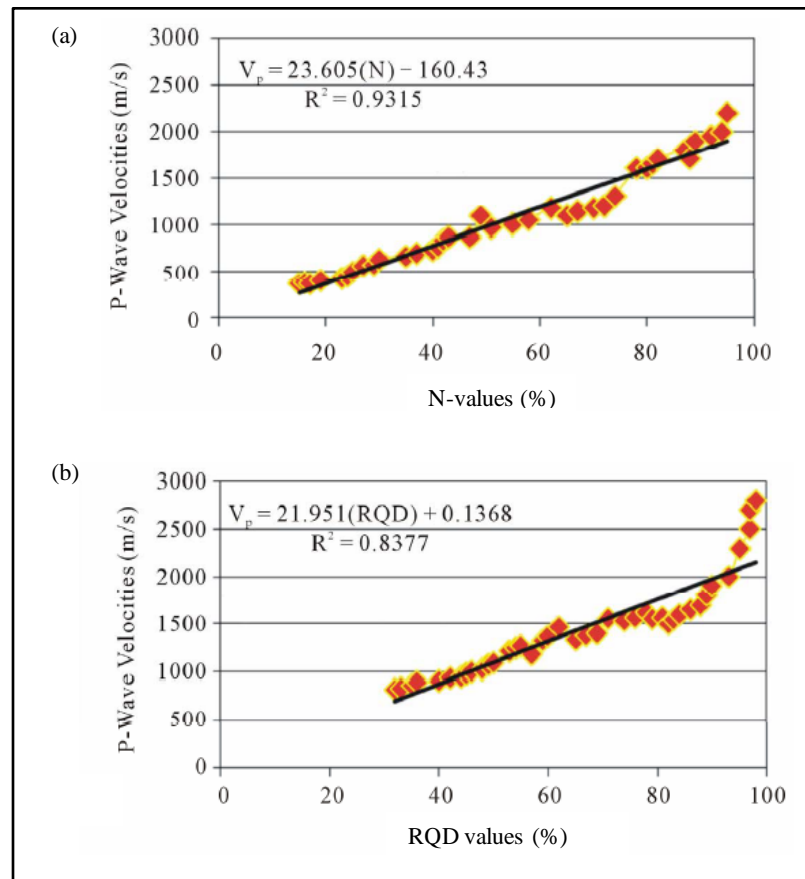 (a)
3000
2500
2000
1500
1000
500
0
P-Wave Velocities (m/s)
V_p = 23.605(N) − 160.43
R² = 0.9315
0 20 40 60 80 100
N-values (%)
(b)
3000
2500
2000
1500
1000
500
0
P-Wave Velocities (m/s)
V_p = 21.951(RQD) + 0.1368
R² = 0.8377
0 20 40 60 80 100
RQD values (%)